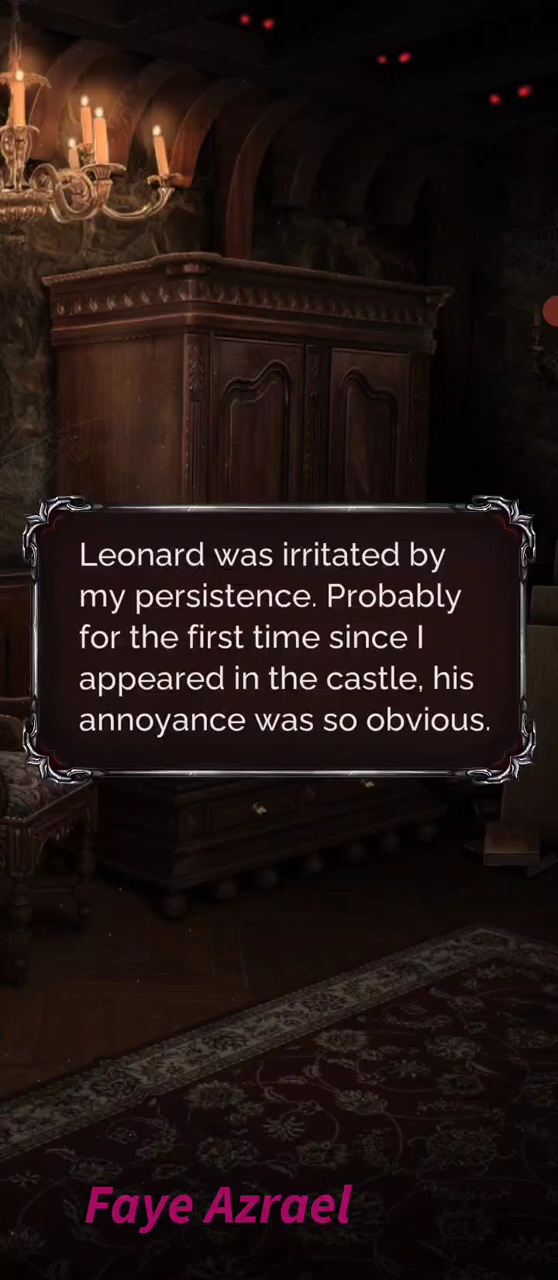 Leonard was irritated by
my persistence. Probably
for the first time since I
appeared in the castle, his
annoyance was so obvious.
Faye Azrael